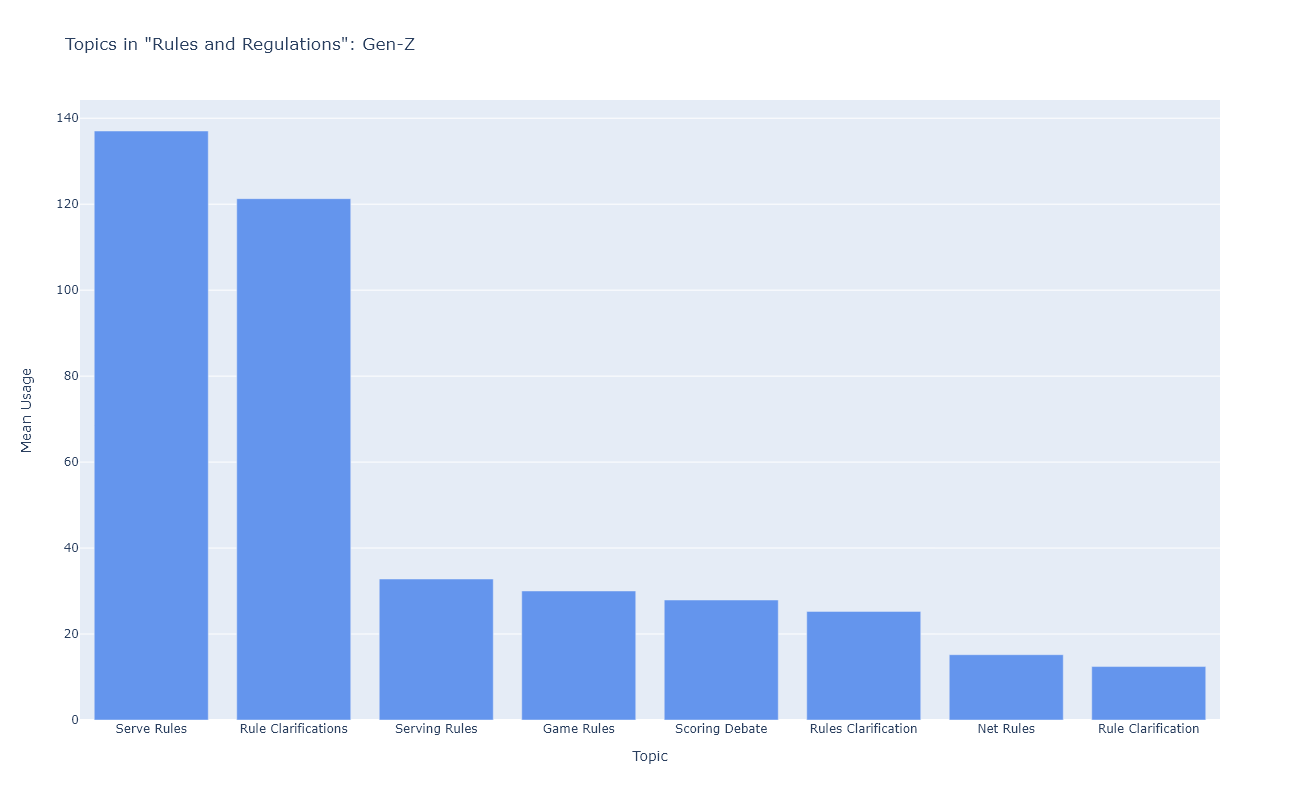 Topics in "Rules and Regulations": Gen-Z
140
120
100
80
60
40
20
0
Mean Usage
Serve Rules Rule Clarifications Serving Rules Game Rules Scoring Debate Rules Clarification Net Rules Rule Clarification
Topic